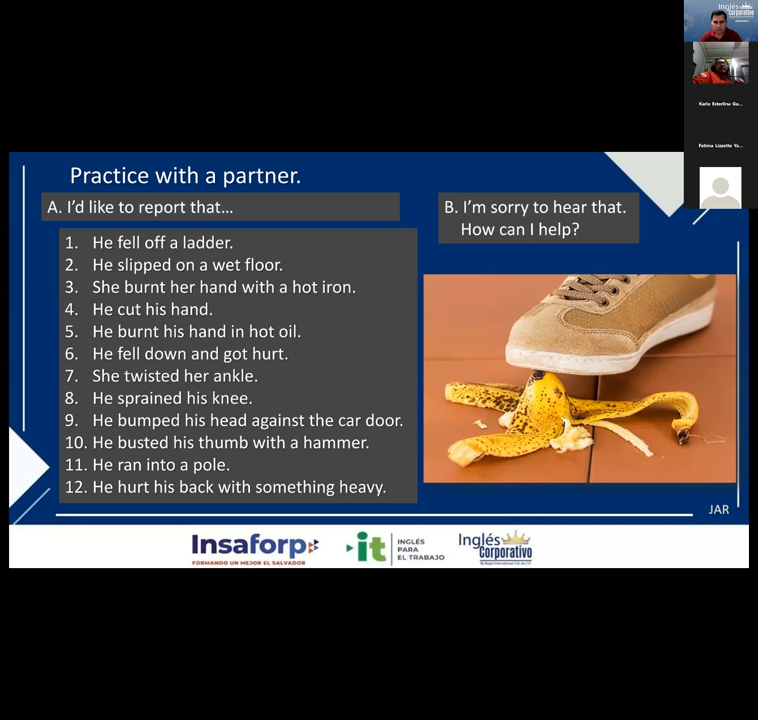 Inglés
Corporativo
Karla Esterlina Gu...
Fatima Lizzette Ya...
Practice with a partner.
A. I’d like to report that...
B. I’m sorry to hear that.
How can I help?
1. He fell off a ladder.
2. He slipped on a wet floor.
3. She burnt her hand with a hot iron.
4. He cut his hand.
5. He burnt his hand in hot oil.
6. He fell down and got hurt.
7. She twisted her ankle.
8. He sprained his knee.
9. He bumped his head against the car door.
10. He busted his thumb with a hammer.
11. He ran into a pole.
12. He hurt his back with something heavy.
JAR
Insaforp
FORMANDO UN MEJOR EL SALVADOR
it
INGLÉS
PARA
EL TRABAJO
Inglés
Corporativo